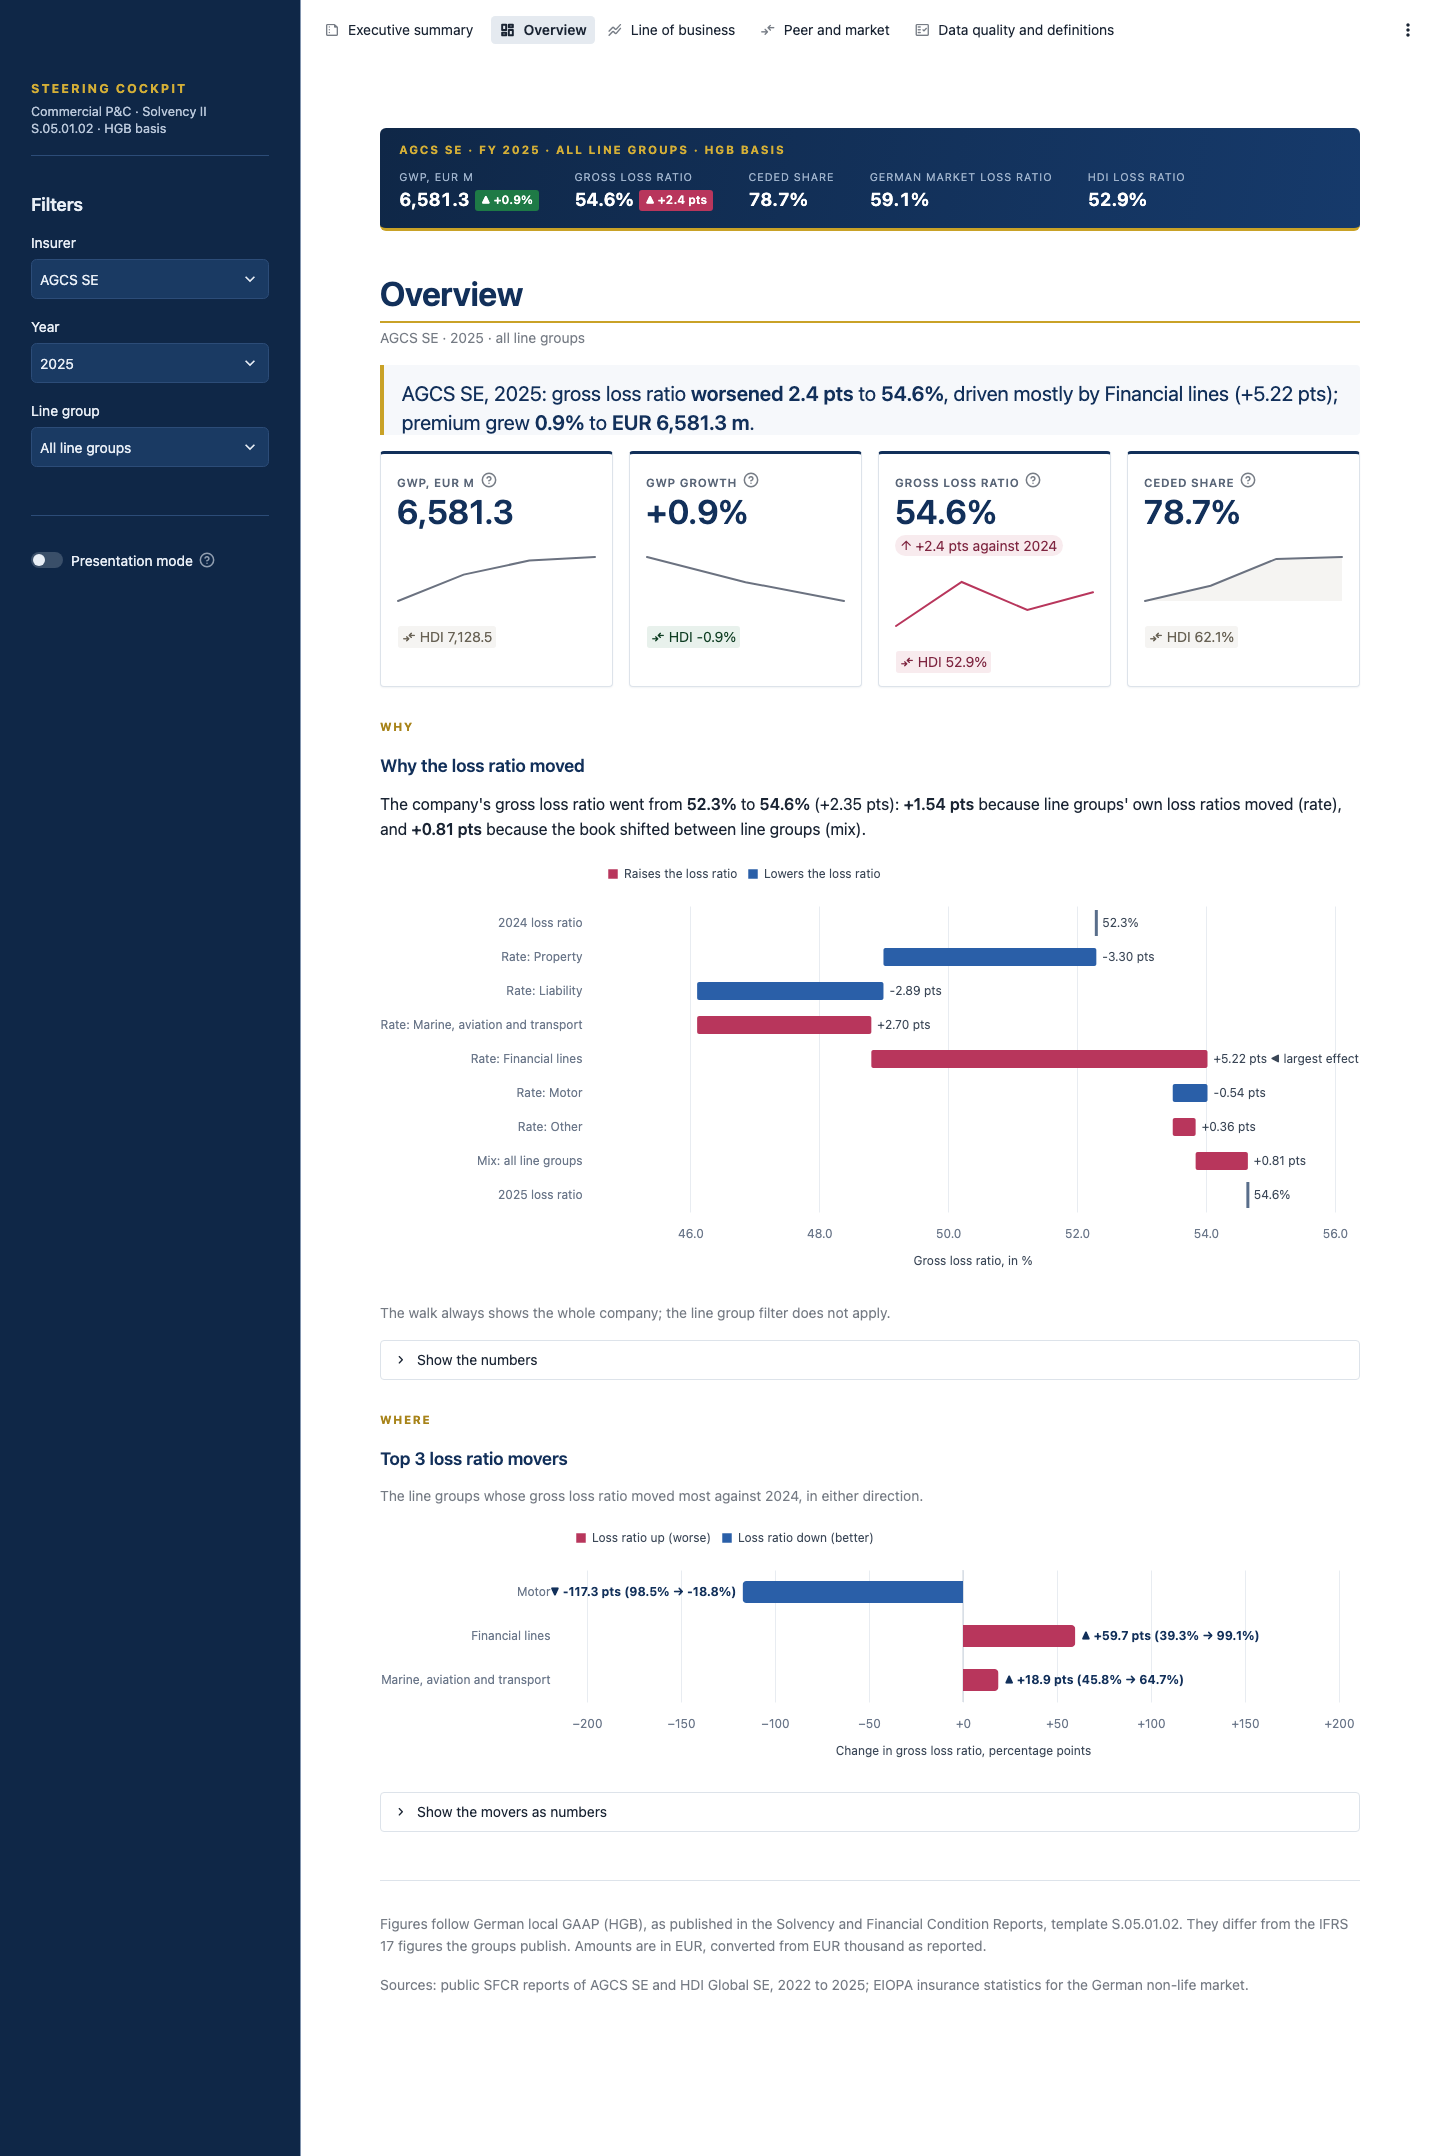 Executive summary
Overview
Line of business
Peer and market
Data quality and definitions
STEERING COCKPIT
Commercial P&C · Solvency II
S.05.01.02 · HGB basis
Filters
Insurer
AGCS SE
Year
2025
Line group
All line groups
Presentation mode
AGCS SE · FY 2025 · ALL LINE GROUPS · HGB BASIS
GWP, EUR M
6,581.3 ▲ +0.9%
GROSS LOSS RATIO
54.6% ▲ +2.4 pts
CEDED SHARE
78.7%
GERMAN MARKET LOSS RATIO
59.1%
HDI LOSS RATIO
52.9%
Overview
AGCS SE · 2025 · all line groups
AGCS SE, 2025: gross loss ratio worsened 2.4 pts to 54.6%, driven mostly by Financial lines (+5.22 pts);
premium grew 0.9% to EUR 6,581.3 m.
GWP, EUR M
6,581.3
HDI 7,128.5
GWP GROWTH
+0.9%
HDI -0.9%
GROSS LOSS RATIO
54.6%
↑ +2.4 pts against 2024
HDI 52.9%
CEDED SHARE
78.7%
HDI 62.1%
WHY
Why the loss ratio moved
The company's gross loss ratio went from 52.3% to 54.6% (+2.35 pts): +1.54 pts because line groups' own loss ratios moved (rate),
and +0.81 pts because the book shifted between line groups (mix).
Raises the loss ratio
Lowers the loss ratio
2024 loss ratio 52.3%
Rate: Property -3.30 pts
Rate: Liability -2.89 pts
Rate: Marine, aviation and transport +2.70 pts
Rate: Financial lines +5.22 pts ◄ largest effect
Rate: Motor -0.54 pts
Rate: Other +0.36 pts
Mix: all line groups +0.81 pts
2025 loss ratio 54.6%
46.0 48.0 50.0 52.0 54.0 56.0
Gross loss ratio, in %
The walk always shows the whole company; the line group filter does not apply.
Show the numbers
WHERE
Top 3 loss ratio movers
The line groups whose gross loss ratio moved most against 2024, in either direction.
Loss ratio up (worse)
Loss ratio down (better)
Motor ▼ -117.3 pts (98.5% → -18.8%)
Financial lines ▲ +59.7 pts (39.3% → 99.1%)
Marine, aviation and transport ▲ +18.9 pts (45.8% → 64.7%)
−200 −150 −100 −50 +0 +50 +100 +150 +200
Change in gross loss ratio, percentage points
Show the movers as numbers
Figures follow German local GAAP (HGB), as published in the Solvency and Financial Condition Reports, template S.05.01.02. They differ from the IFRS
17 figures the groups publish. Amounts are in EUR, converted from EUR thousand as reported.
Sources: public SFCR reports of AGCS SE and HDI Global SE, 2022 to 2025; EIOPA insurance statistics for the German non-life market.